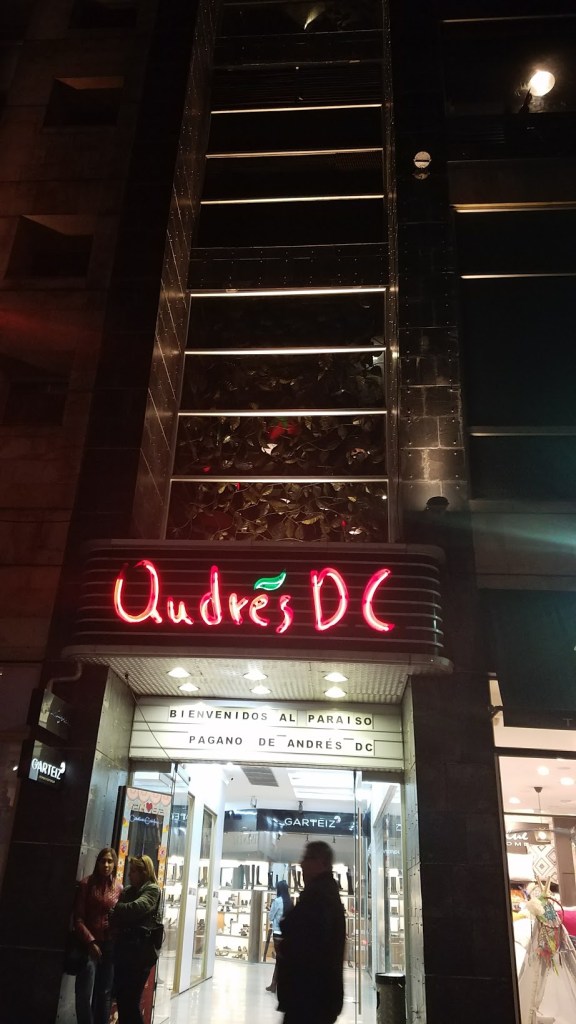 Andrés DC
BIENVENIDOS AL PARAISO
PAGANO DE ANDRÉS DC
GARTEIZ
GARTEIZ